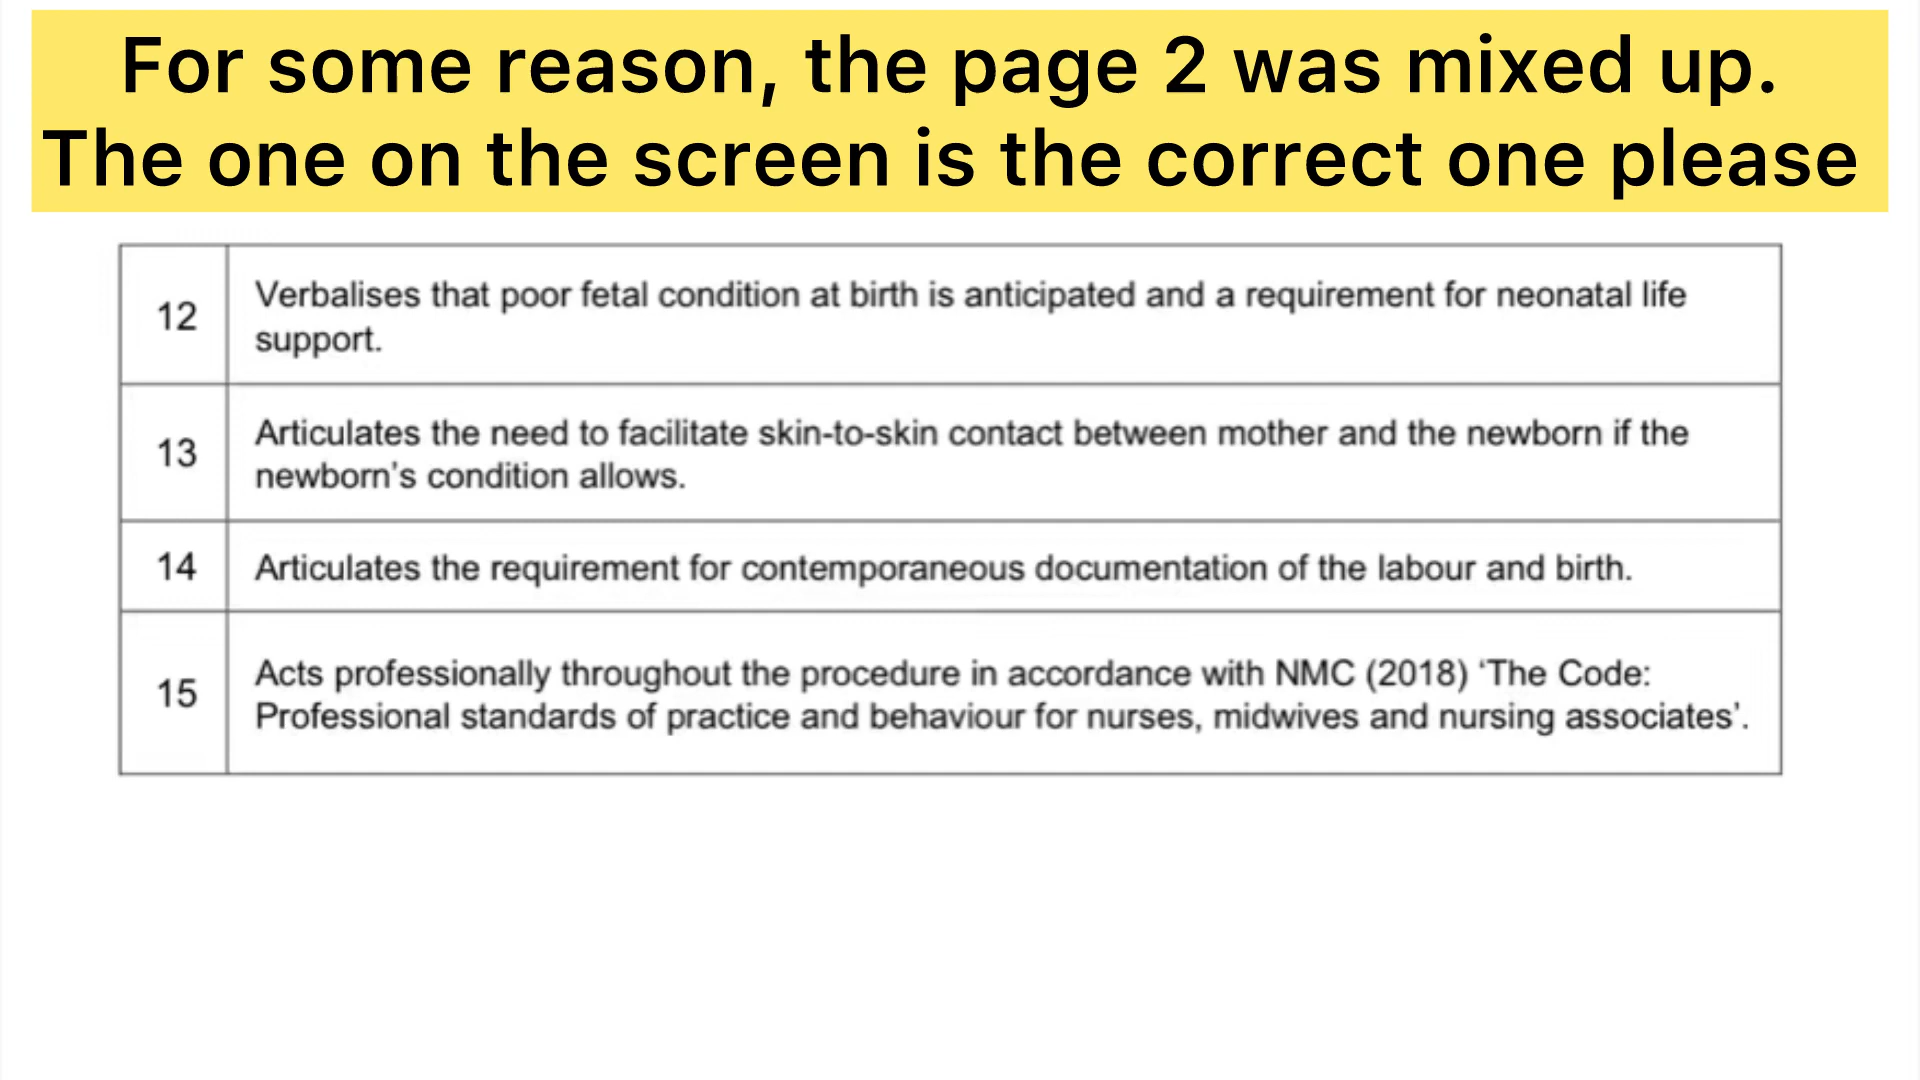 For some reason, the page 2 was mixed up.
The one on the screen is the correct one please
12
Verbalises that poor fetal condition at birth is anticipated and a requirement for neonatal life
support.
13
Articulates the need to facilitate skin-to-skin contact between mother and the newborn if the
newborn’s condition allows.
14
Articulates the requirement for contemporaneous documentation of the labour and birth.
15
Acts professionally throughout the procedure in accordance with NMC (2018) ‘The Code:
Professional standards of practice and behaviour for nurses, midwives and nursing associates’.